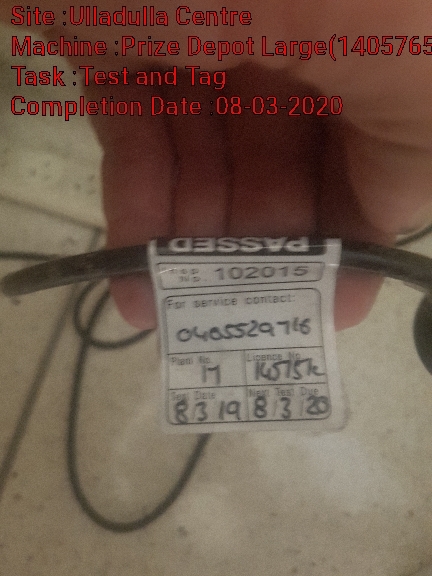 Site :Ulladulla Centre
Machine :Prize Depot Large(1405765
Task :Test and Tag
Completion Date :08-03-2020
PASSED
No. 102015
For service contact:
0405529716
Plant No. Licence No.
17 14575k
Test Date Next Test Due
8/3/19 8/3/20